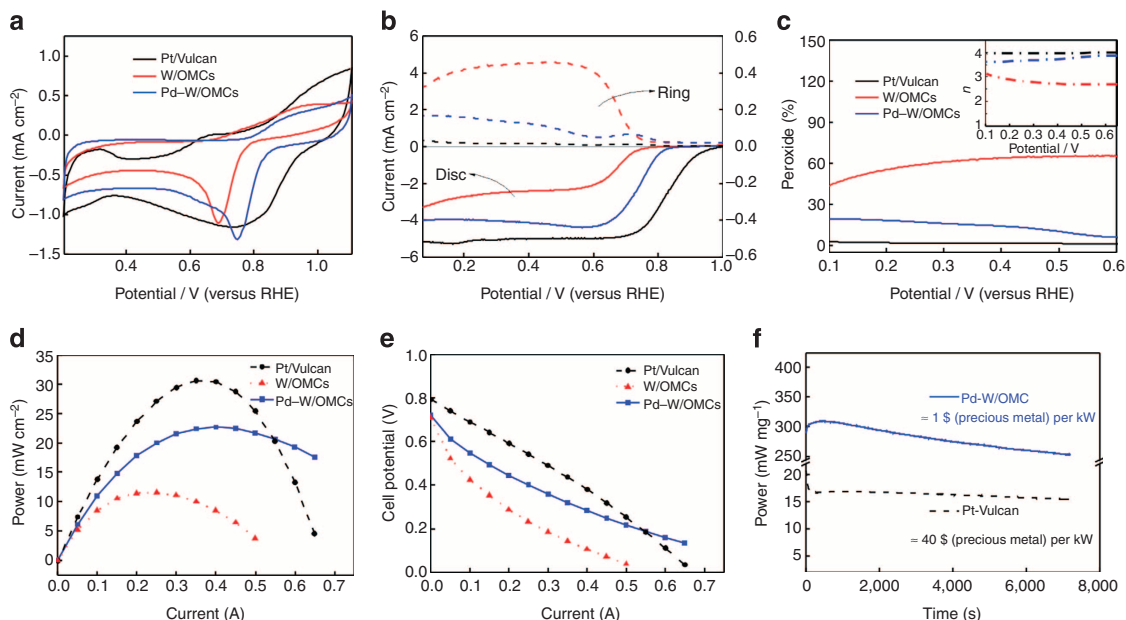 a
1.0
0.5
0.0
−0.5
−1.0
−1.5
Current (mA cm−2)
Pt/Vulcan
W/OMCs
Pd–W/OMCs
0.4
0.6
0.8
1.0
Potential / V (versus RHE)
b
6
4
2
0
−2
−4
−6
Current (mA cm−2)
0.6
0.4
0.2
0.0
−0.2
−0.4
0.6
Ring
Disc
0.2
0.4
0.6
0.8
1.0
Potential / V (versus RHE)
c
150
120
90
60
30
0
Peroxide (%)
Pt/Vulcan
W/OMCs
Pd–W/OMCs
4
3
2
1
n
0.1 0.2 0.3 0.4 0.5 0.6
Potential / V
0.1
0.2
0.3
0.4
0.5
0.6
Potential / V (versus RHE)
d
35
30
25
20
15
10
5
0
Power (mW cm−2)
Pt/Vulcan
W/OMCs
Pd–W/OMCs
0.0 0.1 0.2 0.3 0.4 0.5 0.6 0.7
Current (A)
e
1.0
0.8
0.6
0.4
0.2
0.0
Cell potential (V)
Pt/Vulcan
W/OMCs
Pd–W/OMCs
0.0 0.1 0.2 0.3 0.4 0.5 0.6 0.7
Current (A)
f
400
350
300
250
20
15
10
5
Power (mW mg−1)
Pd-W/OMC
= 1 $ (precious metal) per kW
Pt-Vulcan
= 40 $ (precious metal) per kW
0
2,000
4,000
6,000
8,000
Time (s)